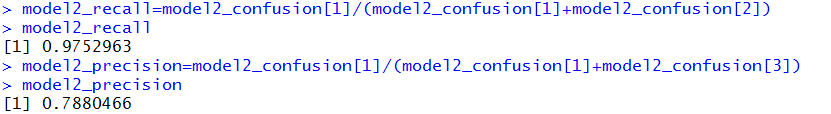 > model2_recall=model2_confusion[1]/(model2_confusion[1]+model2_confusion[2])
> model2_recall
[1] 0.9752963
> model2_precision=model2_confusion[1]/(model2_confusion[1]+model2_confusion[3])
> model2_precision
[1] 0.7880466